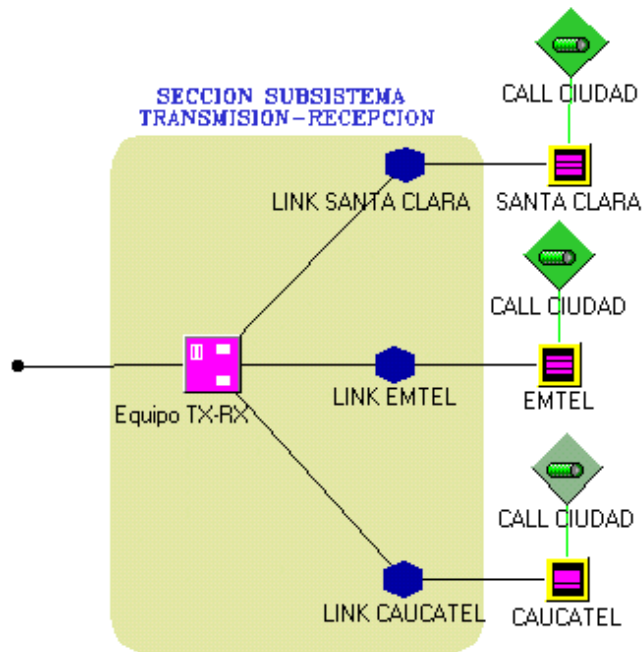 CALL CIUDAD
SECCION SUBSISTEMA
TRANSMISION-RECEPCION
LINK SANTA CLARA
SANTA CLARA
CALL CIUDAD
Equipo TX-RX
LINK EMTEL
EMTEL
CALL CIUDAD
LINK CAUCATEL
CAUCATEL